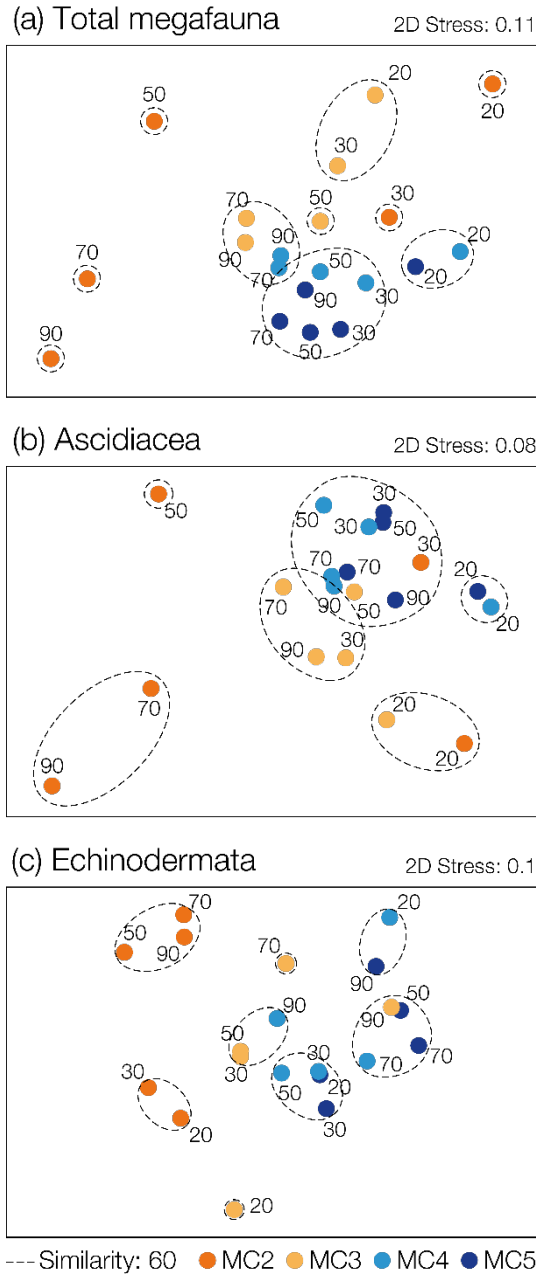 (a) Total megafauna 2D Stress: 0.11
20
50
20
30
70 50 30
90 20
90 50
70 90 30 20
70 30
90 50
(b) Ascidiacea 2D Stress: 0.08
30
50
50 30 50
30
70 70 20
70 90 50 90
20
90 30
70 20
90 20
(c) Echinodermata 2D Stress: 0.1
70 20
50
90 70
90 50
90 90
50
30 30 70
30 70
50 20
20 30
20
---- Similarity: 60 MC2 MC3 MC4 MC5